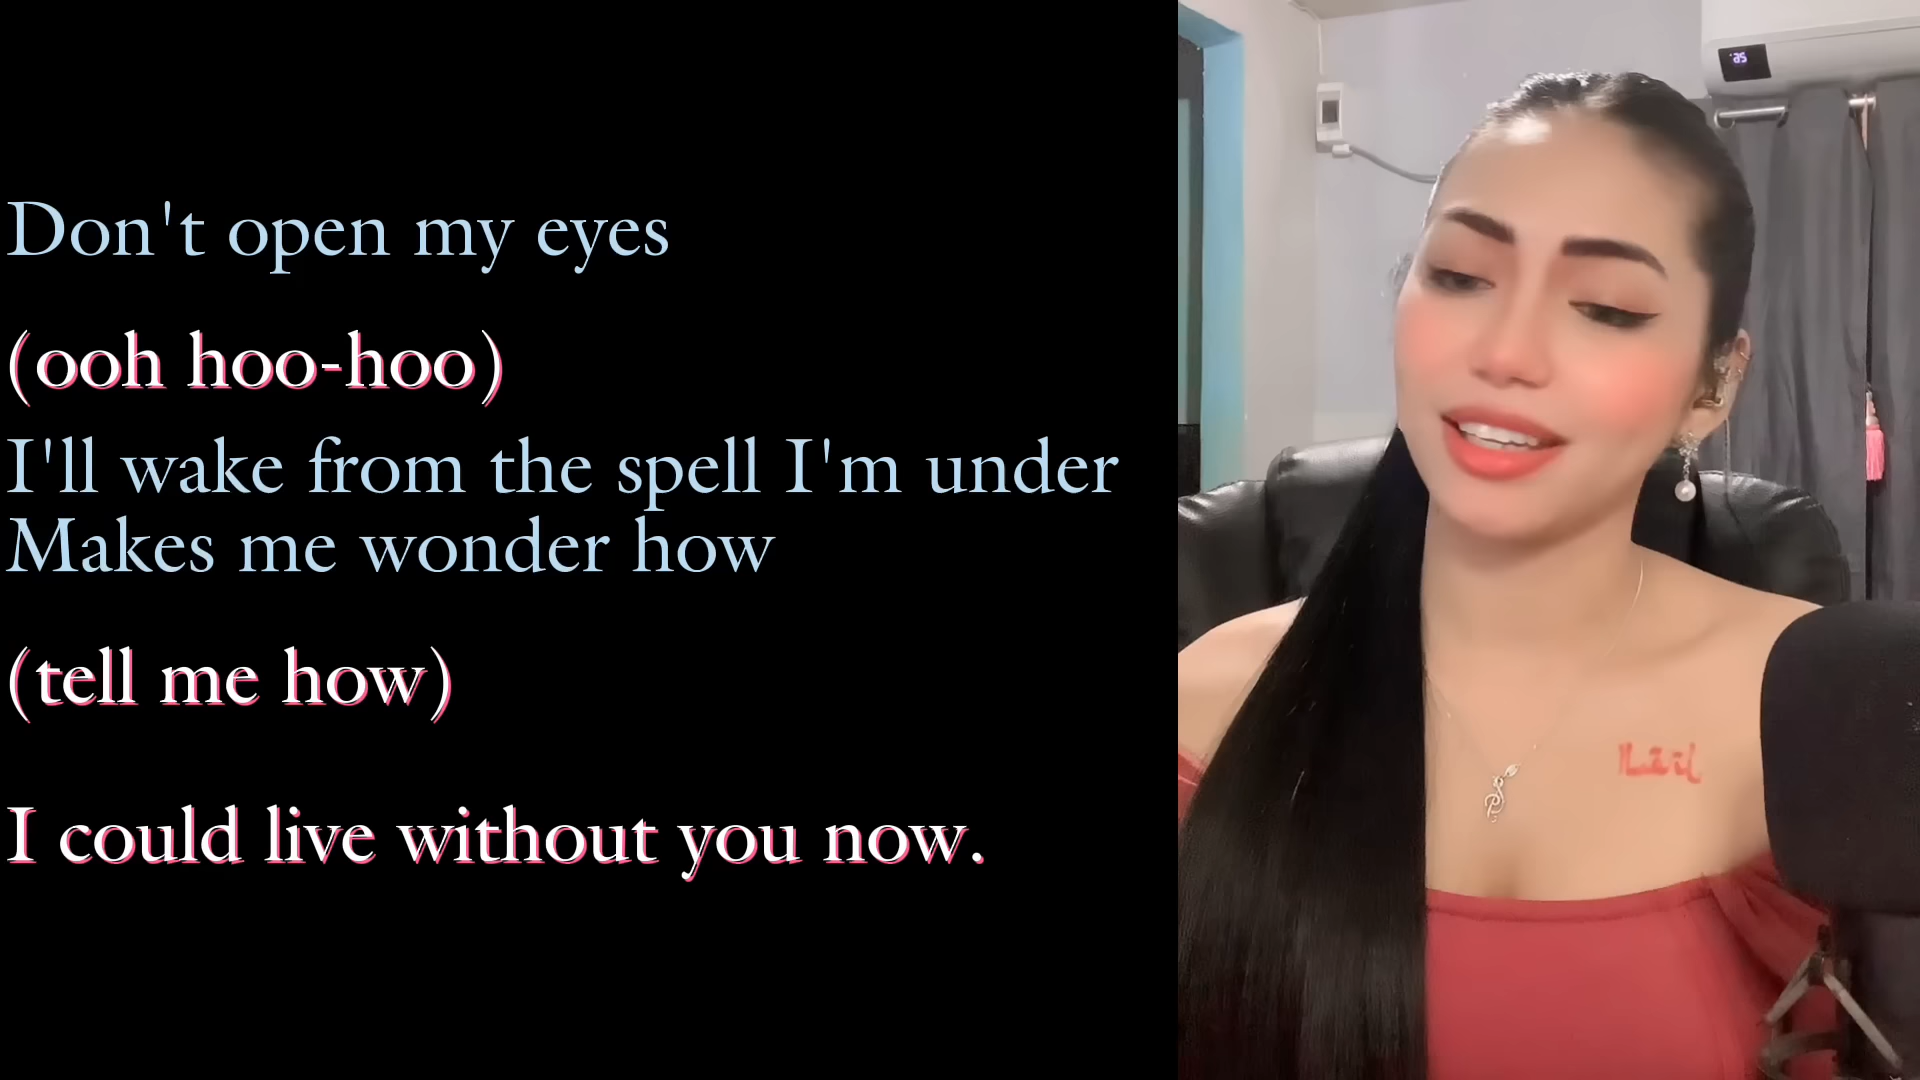 Don't open my eyes
(ooh hoo-hoo)
I'll wake from the spell I'm under
Makes me wonder how
(tell me how)
I could live without you now.